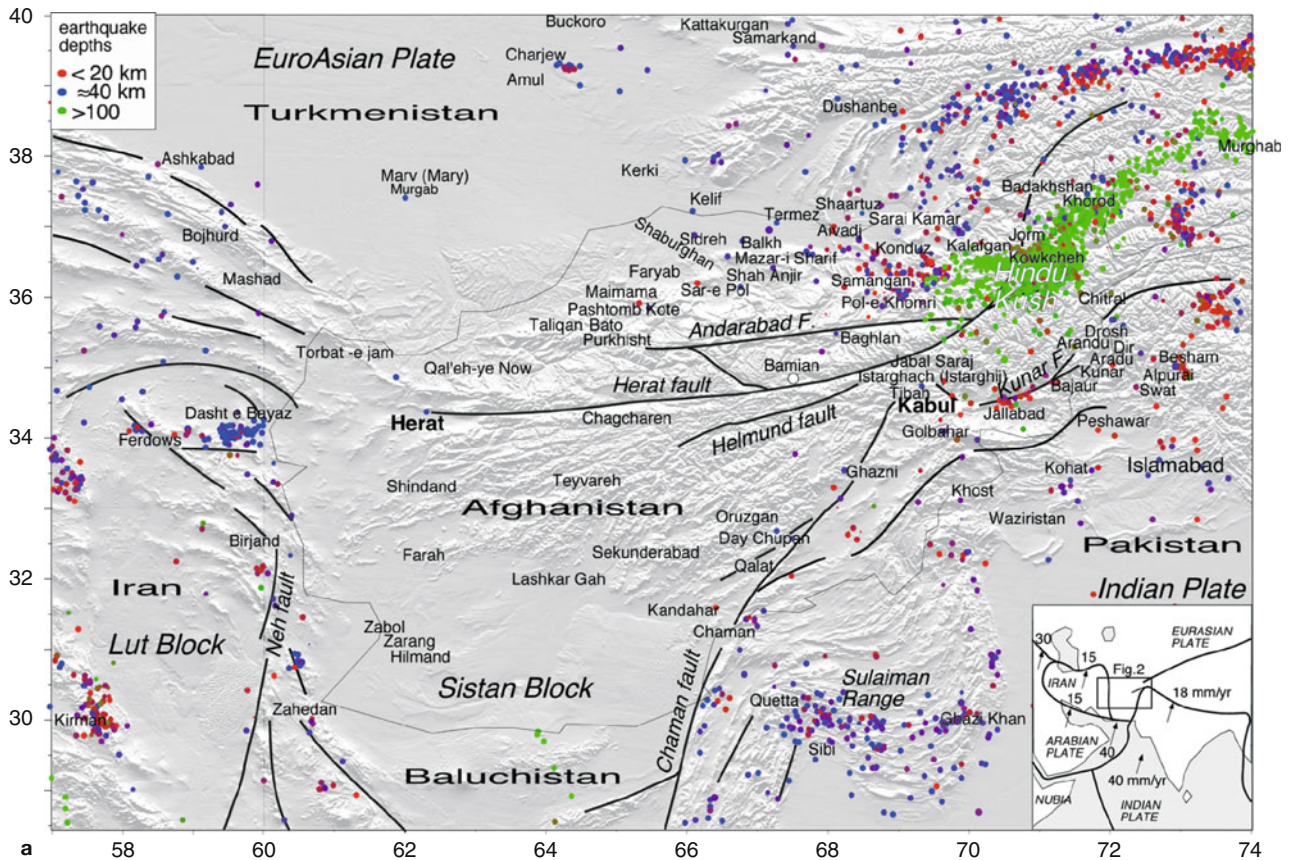 40
earthquake
depths
< 20 km
≈40 km
>100
EuroAsian Plate
Turkmenistan
Buckoro
Kattakurgan
Samarkand
Charjew
Amul
Dushanbe
38
Ashkabad
Marv (Mary)
Murgab
Kerki
Kelif
Termez
Shaartuz
Aivadj
Sarai Kamar
Badakhshan
Khorod
Murghab
Bojhurd
Mashad
Shaburghan
Sidreh
Balkh
Mazar-i Sharif
Shah Anjir
Konduz
Kalafgan
Jorm
Kowkcheh
Hindu
Kush
36
Faryab
Maimama
Sar-e Pol
Samangan
Pol-e Khomri
Pashtomb Kote
Taliqan Bato
Purkhisht
Andarabad F.
Baghlan
Chitral
Drosh
Arandu
Dir
Aradu
Kunar
Bajaur
Besham
Alpurai
Swat
Torbat -e jam
Qal'eh-ye Now
Bamian
Jabal Saraj
Istarghach (Istarghij)
Tibah
Kunar F.
Herat fault
Dasht e Bayaz
Herat
Chagcharen
Helmund fault
Kabul
Jallabad
Peshawar
34
Ferdows
Golbahar
Ghazni
Kohat
Islamabad
Shindand
Teyvareh
Khost
Afghanistan
Oruzgan
Day Chupan
Waziristan
Birjand
Farah
Sekunderabad
Qalat
Pakistan
32
Iran
Lashkar Gah
Indian Plate
Kandahar
Chaman
Lut Block
Neh fault
Zabol
Zarang
Hilmand
Sistan Block
Chaman fault
Sulaiman
Range
Quetta
Ghazi Khan
Sibi
30
Kirman
Zahedan
Baluchistan
30
15
IRAN
15
Fig.2
EURASIAN
PLATE
18 mm/yr
ARABIAN
PLATE
40
40 mm/yr
NUBIA
INDIAN
PLATE
a
58
60
62
64
66
68
70
72
74